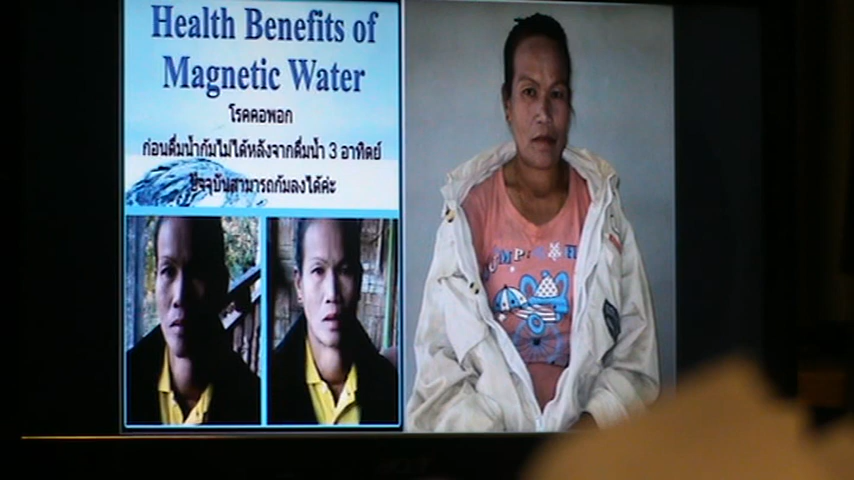 Health Benefits of
Magnetic Water
โรคคอพอก
ก่อนดื่มน้ำก้มไม่ได้หลังจากดื่มน้ำ 3 อาทิตย์
ปัจจุบันสามารถก้มลงได้ค่ะ